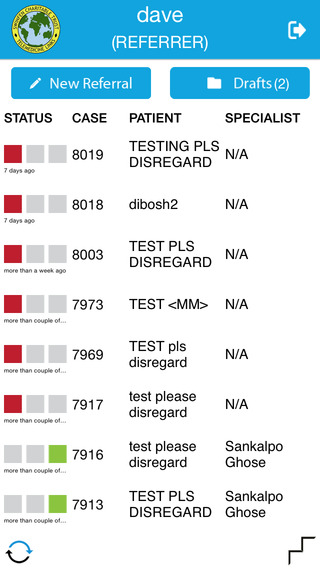 dave
(REFERRER)
New Referral
Drafts (2)
STATUS CASE PATIENT SPECIALIST
8019 TESTING PLS DISREGARD N/A
7 days ago
8018 dibosh2 N/A
7 days ago
8003 TEST PLS DISREGARD N/A
more than a week ago
7973 TEST <MM> N/A
more than couple of...
7969 TEST pls disregard N/A
more than couple of...
7917 test please disregard N/A
more than couple of...
7916 test please disregard Sankalpo Ghose
more than couple of...
7913 TEST PLS DISREGARD Sankalpo Ghose
more than couple of...